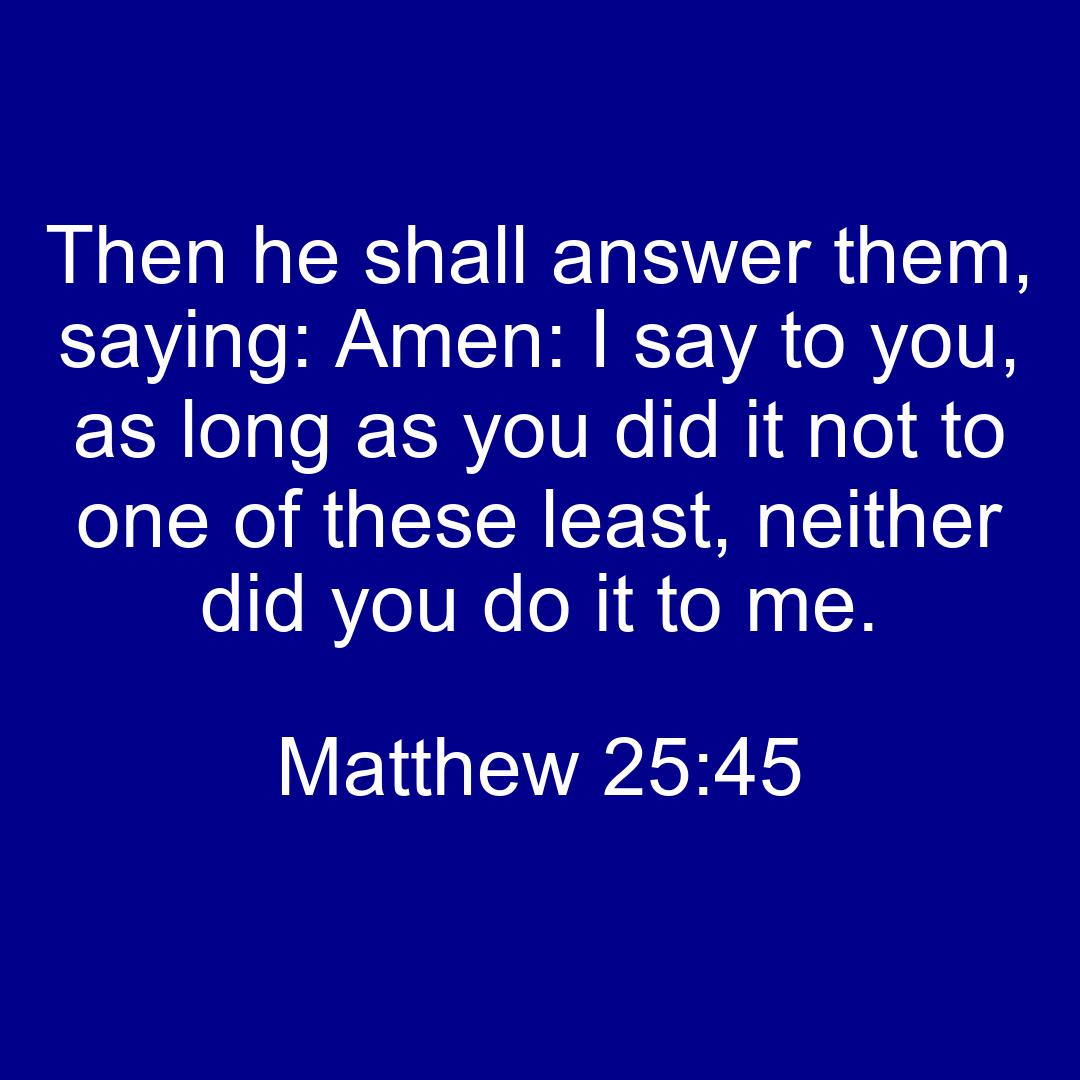 Then he shall answer them,
saying: Amen: I say to you,
as long as you did it not to
one of these least, neither
did you do it to me.
Matthew 25:45